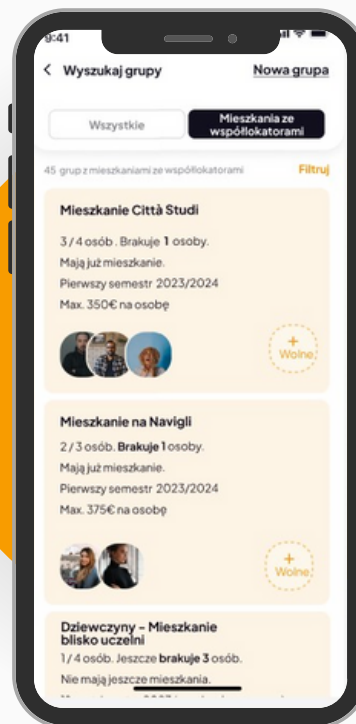 9:41
Wyszukaj grupy
Nowa grupa
Wszystkie
Mieszkania ze
współlokatorami
45 grup z mieszkaniami ze współlokatorami
Filtruj
Mieszkanie Città Studi
3/4 osób. Brakuje 1 osoby.
Mają już mieszkanie.
Pierwszy semestr 2023/2024
Max. 350€ na osobę
+
Wolne
Mieszkanie na Navigli
2/3 osób. Brakuje 1 osoby.
Mają już mieszkanie.
Pierwszy semestr 2023/2024
Max. 375€ na osobę
+
Wolne
Dziewczyny - Mieszkanie
blisko uczelni
1/4 osób. Jeszcze brakuje 3 osób.
Nie mają jeszcze mieszkania.